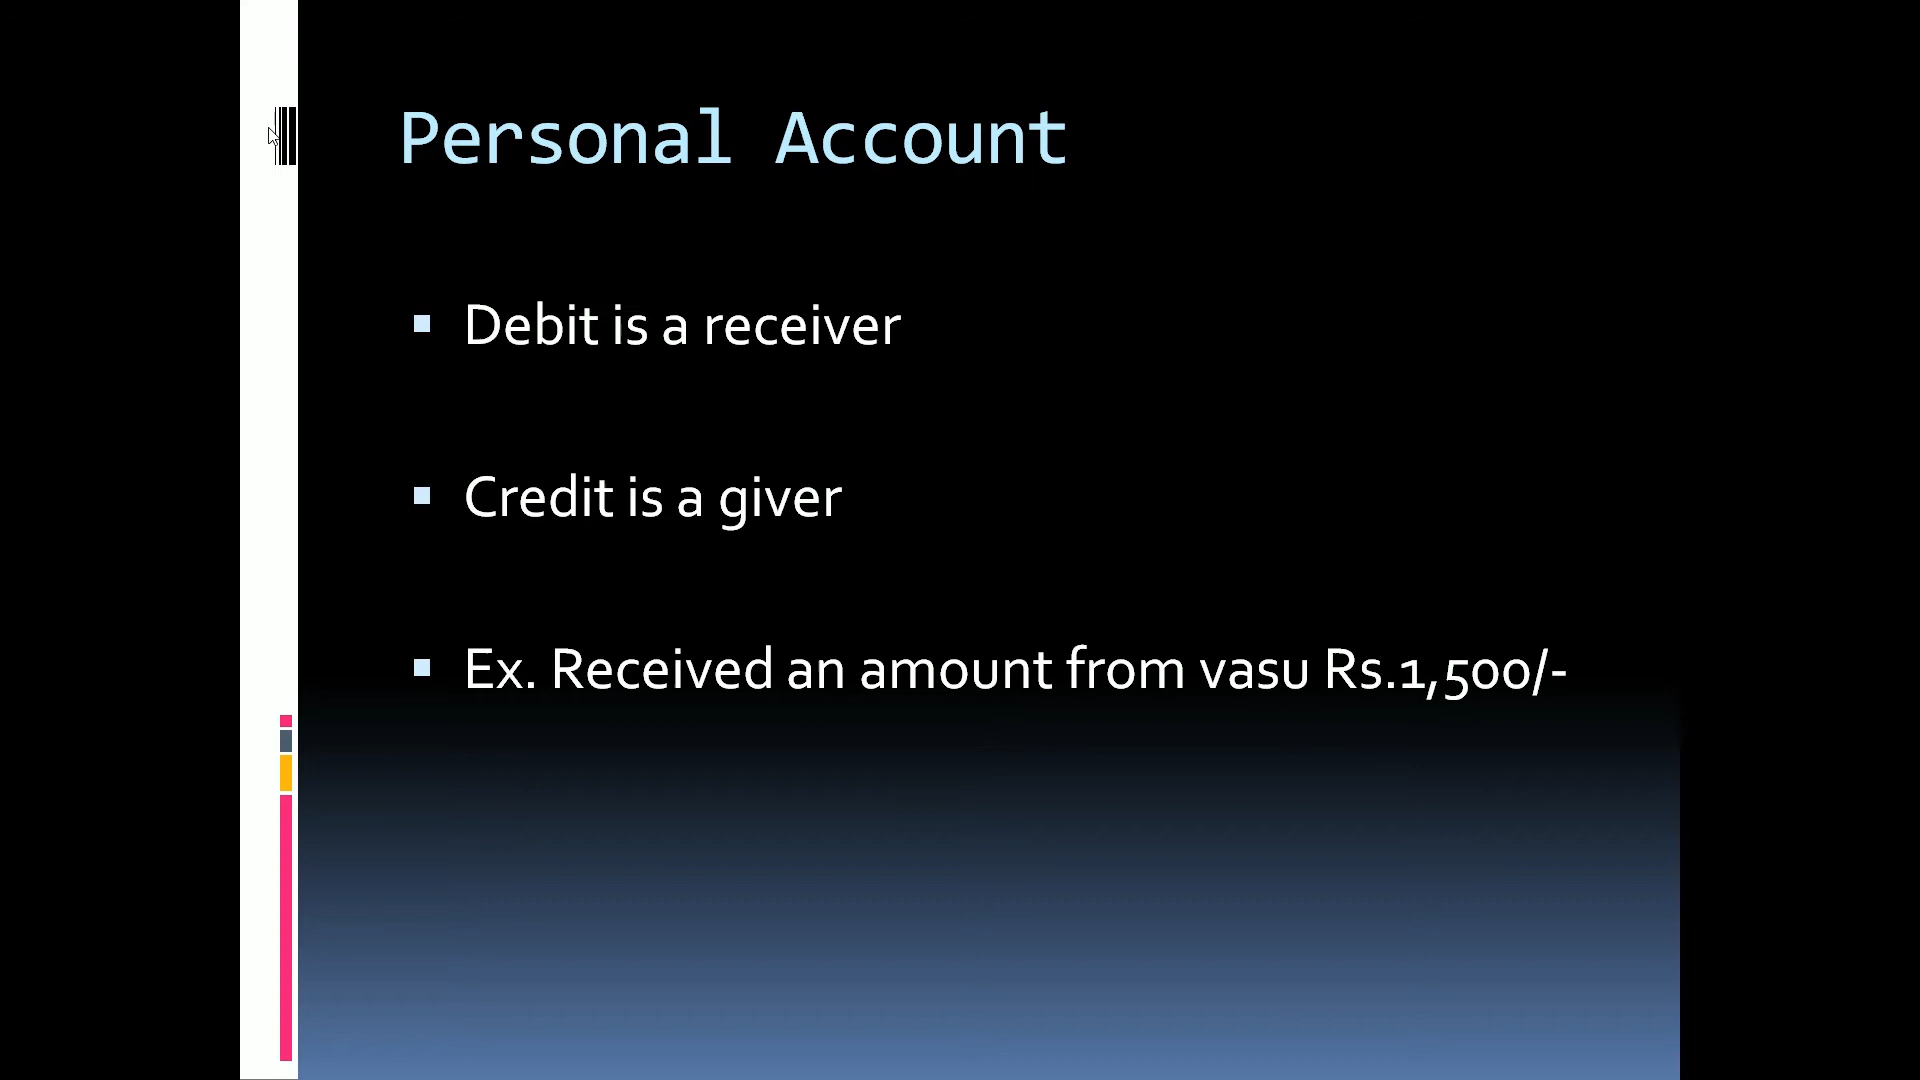 Personal Account
Debit is a receiver
Credit is a giver
Ex. Received an amount from vasu Rs.1,500/-